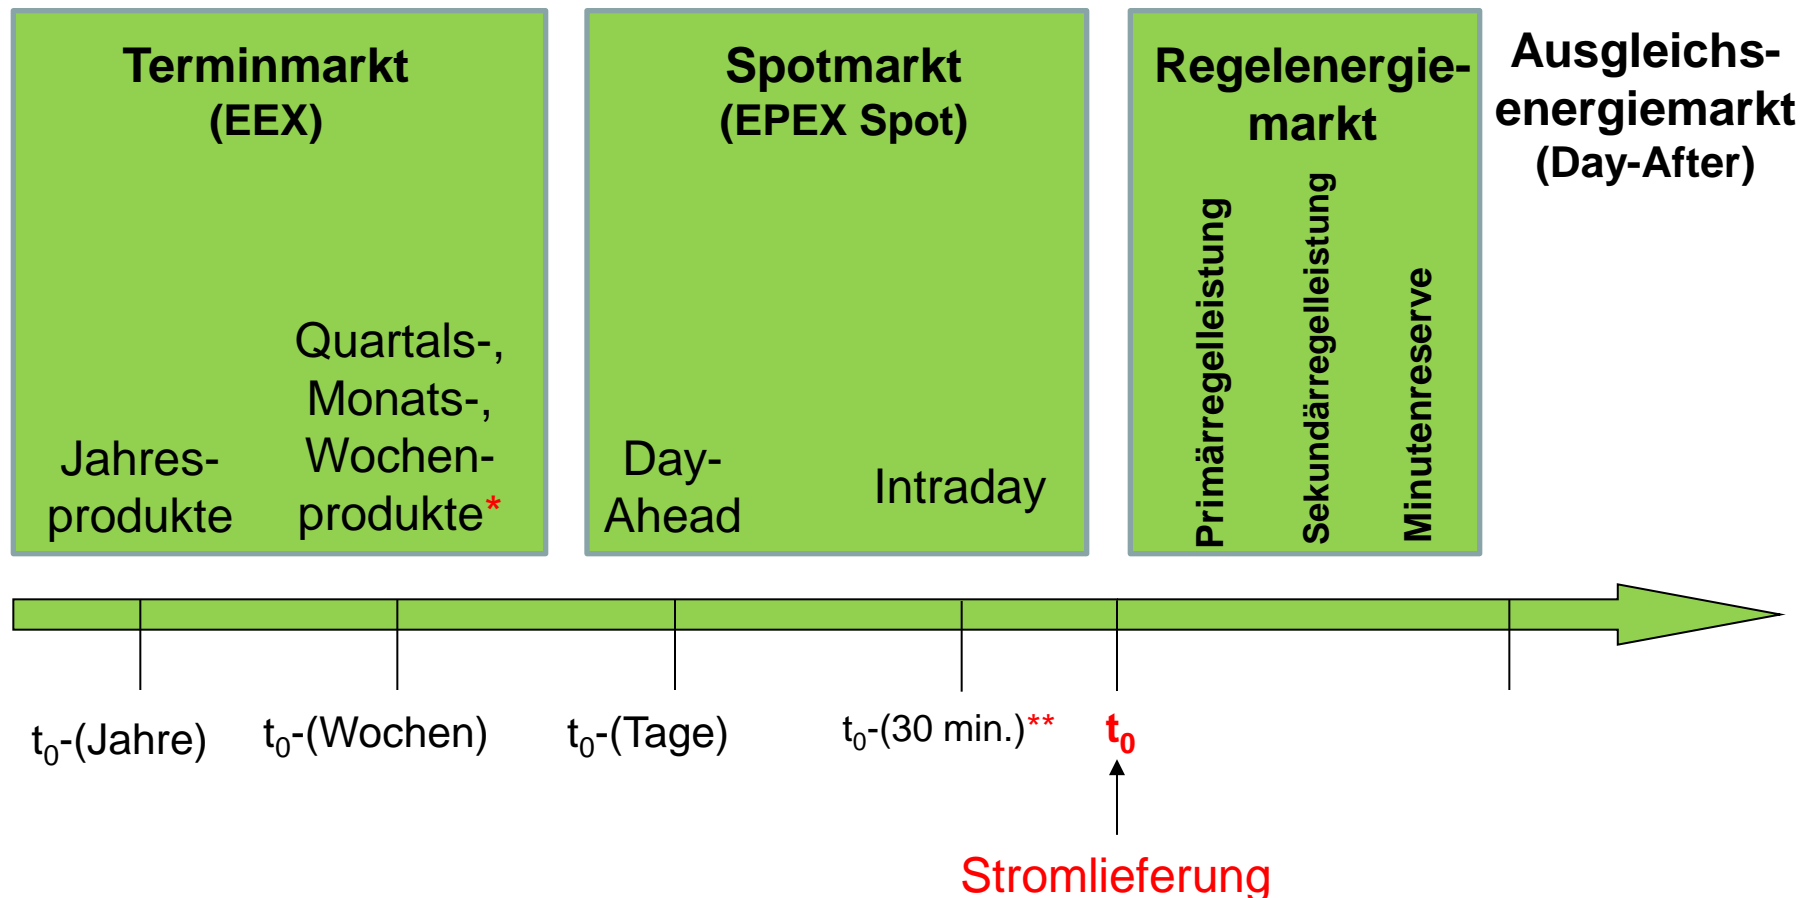 Terminmarkt
(EEX)
Jahres-
produkte
Quartals-,
Monats-,
Wochen-
produkte*
Spotmarkt
(EPEX Spot)
Day-
Ahead
Intraday
Regelenergie-
markt
Primärregelleistung
Sekundärregelleistung
Minutenreserve
Ausgleichs-
energiemarkt
(Day-After)
t0-(Jahre)
t0-(Wochen)
t0-(Tage)
t0-(30 min.)**
t0
Stromlieferung